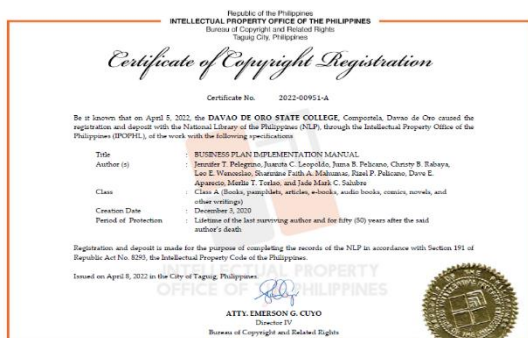 Republic of the Philippines
INTELLECTUAL PROPERTY OFFICE OF THE PHILIPPINES
Bureau of Copyright and Related Rights
Taguig City, Philippines
Certificate of Copyright Registration
Certificate No. 2022-00951-A
Be it known that on April 5, 2022, the DAVAO DE ORO STATE COLLEGE, Compostela, Davao de Oro caused the
registration and deposit with the National Library of the Philippines (NLP), through the Intellectual Property Office of the
Philippines (IPOPHL), of the work with the following specifications
Title : BUSINESS PLAN IMPLEMENTATION MANUAL
Author (s) : Jennifer T. Pelegrino, Juanita C. Leopoldo, Juma B. Pelicano, Christy B. Rabaya,
Leo E. Wenceslao, Sharmine Faith A. Mahumas, Rizel P. Pelicano, Dave E.
Aparecio, Merlie T. Torlao, and Jade Mark C. Salubre
Class : Class A (Books, pamphlets, articles, e-books, audio books, comics, novels, and
other writings)
Creation Date : December 3, 2020
Period of Protection : Lifetime of the last surviving author and for fifty (50) years after the said
author's death
Registration and deposit is made for the purpose of completing the records of the NLP in accordance with Section 191 of
Republic Act No. 8293, the Intellectual Property Code of the Philippines.
Issued on April 8, 2022 in the City of Taguig, Philippines.
INTELLECTUAL PROPERTY
OFFICE OF PHILIPPINES
ATTY. EMERSON G. CUYO
Director IV
Bureau of Copyright and Related Rights